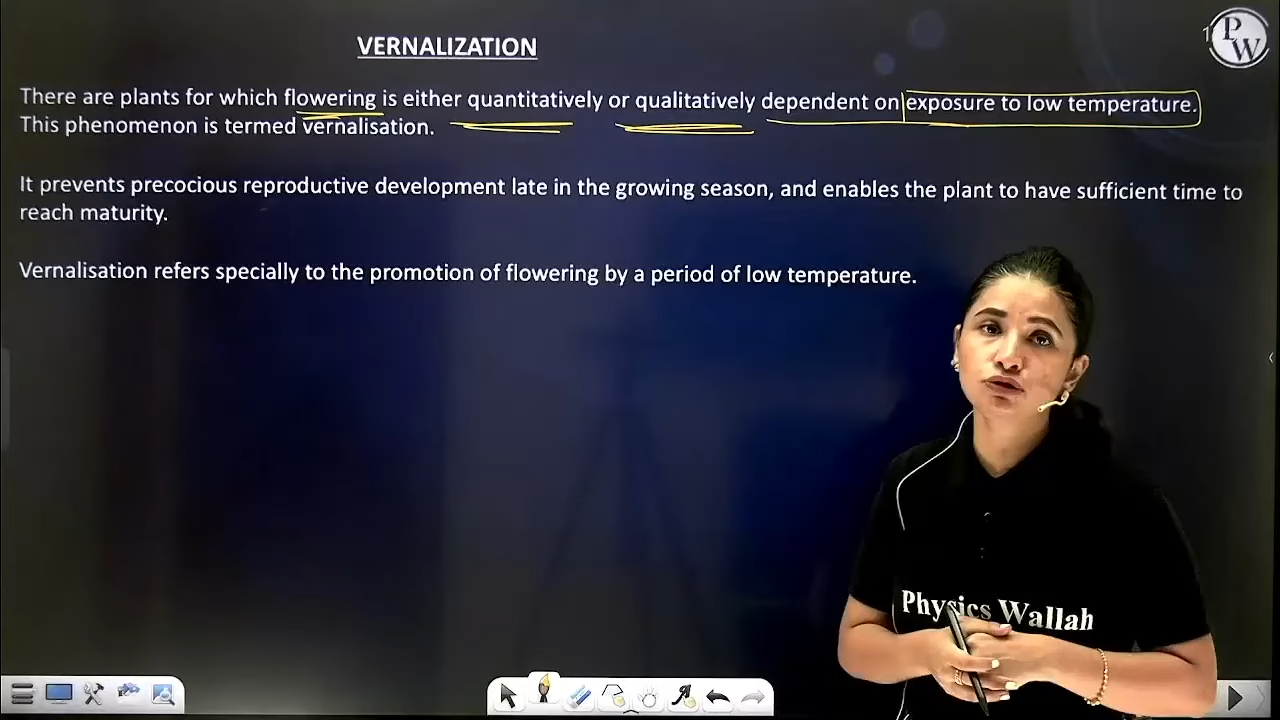 VERNALIZATION
There are plants for which flowering is either quantitatively or qualitatively dependent on exposure to low temperature.
This phenomenon is termed vernalisation.
It prevents precocious reproductive development late in the growing season, and enables the plant to have sufficient time to
reach maturity.
Vernalisation refers specially to the promotion of flowering by a period of low temperature.
PW
Physics Wallah